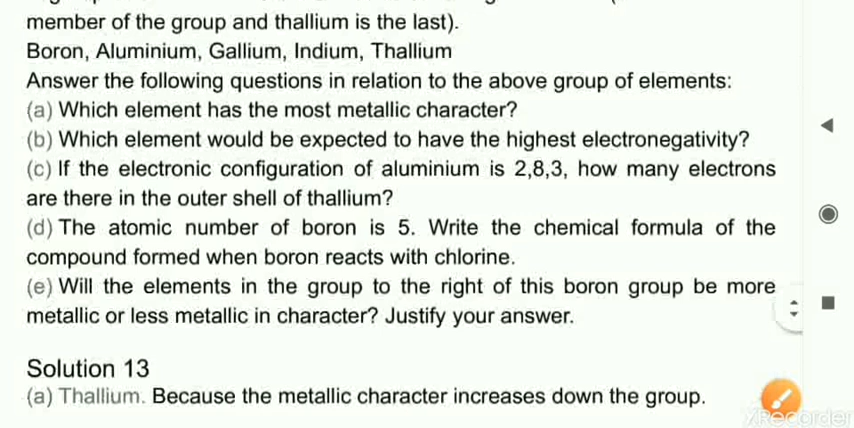 member of the group and thallium is the last).
Boron, Aluminium, Gallium, Indium, Thallium
Answer the following questions in relation to the above group of elements:
(a) Which element has the most metallic character?
(b) Which element would be expected to have the highest electronegativity?
(c) If the electronic configuration of aluminium is 2,8,3, how many electrons
are there in the outer shell of thallium?
(d) The atomic number of boron is 5. Write the chemical formula of the
compound formed when boron reacts with chlorine.
(e) Will the elements in the group to the right of this boron group be more
metallic or less metallic in character? Justify your answer.
Solution 13
(a) Thallium. Because the metallic character increases down the group.
XRecorder